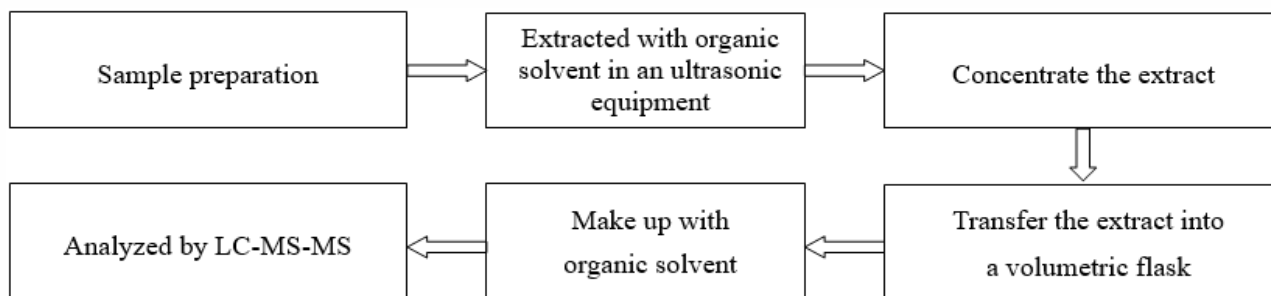 Sample preparation
Extracted with organic
solvent in an ultrasonic
equipment
Concentrate the extract
Transfer the extract into
a volumetric flask
Make up with
organic solvent
Analyzed by LC-MS-MS